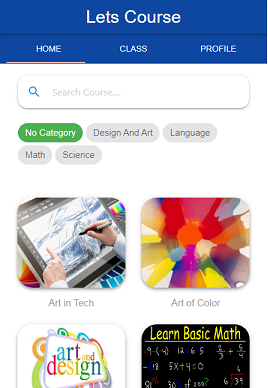 Lets Course
HOME CLASS PROFILE
Search Course....
No Category Design And Art Language
Math Science
Art in Tech Art of Color
art and design
Learn Basic Math